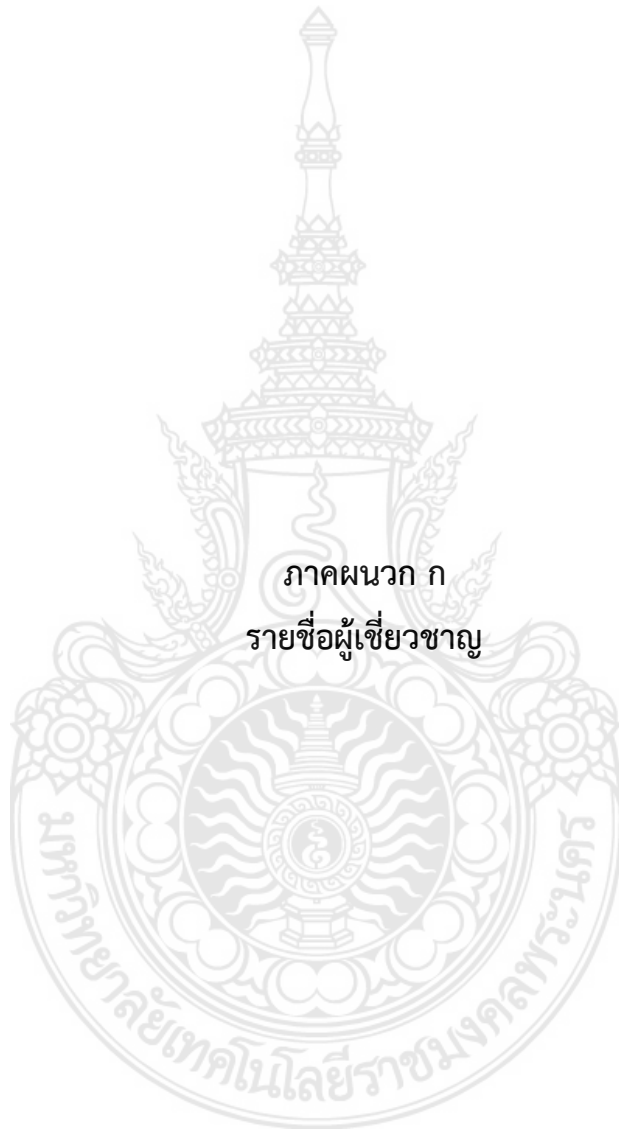 ภาคผนวก ก
รายชื่อผู้เชี่ยวชาญ
มหาวิทยาลัยเทคโนโลยีราชมงคลพระนคร